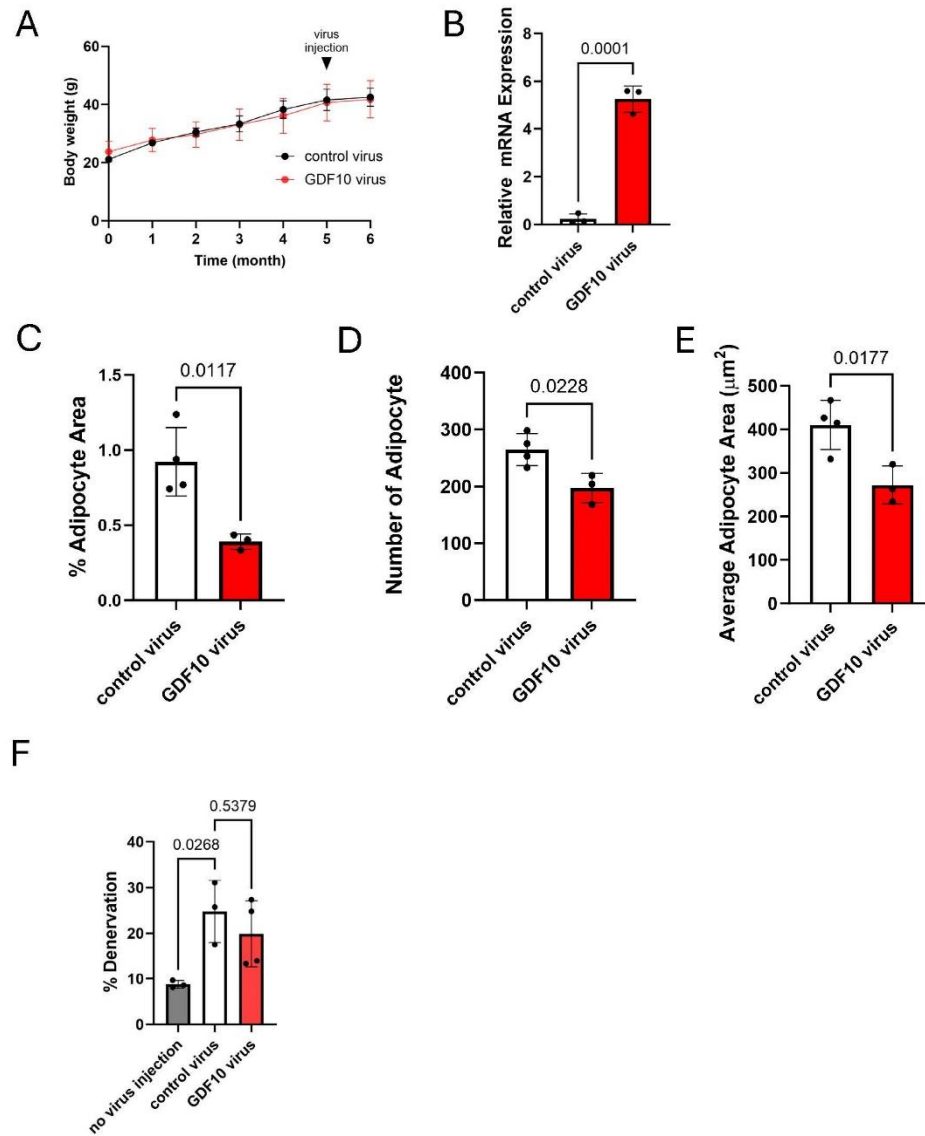 A
virus
injection
60
40
20
0
Body weight (g)
control virus
GDF10 virus
0 1 2 3 4 5 6
Time (month)
B
0.0001
8
6
4
2
0
Relative mRNA Expression
control virus
GDF10 virus
C
0.0117
1.5
1.0
0.5
0.0
% Adipocyte Area
control virus
GDF10 virus
D
0.0228
400
300
200
100
0
Number of Adipocyte
control virus
GDF10 virus
E
0.0177
500
400
300
200
100
0
Average Adipocyte Area (μm²)
control virus
GDF10 virus
F
0.5379
0.0268
40
30
20
10
0
% Denervation
no virus injection
control virus
GDF10 virus